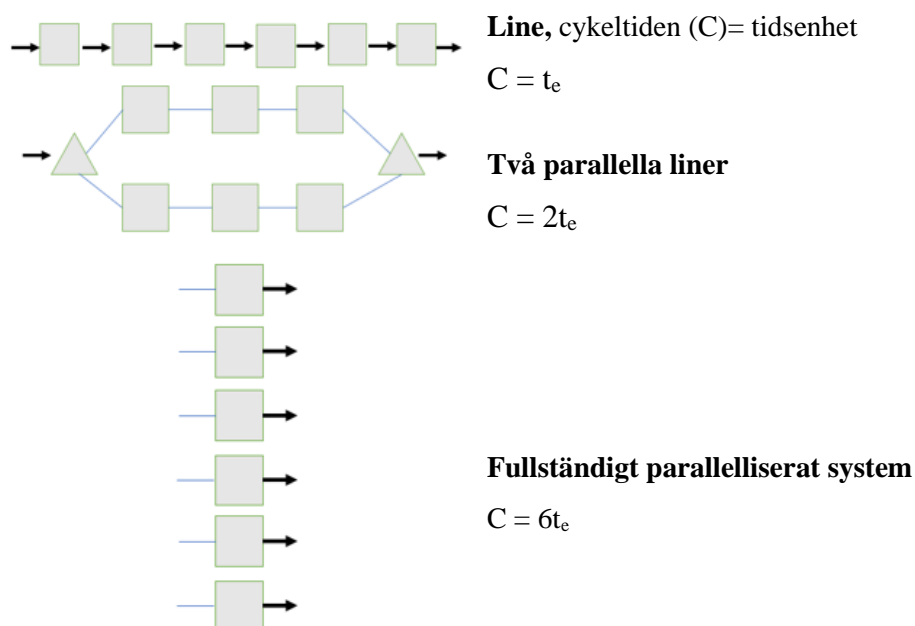 Line, cykeltiden (C)= tidsenhet
C = tₑ
Två parallella liner
C = 2tₑ
Fullständigt parallelliserat system
C = 6tₑ